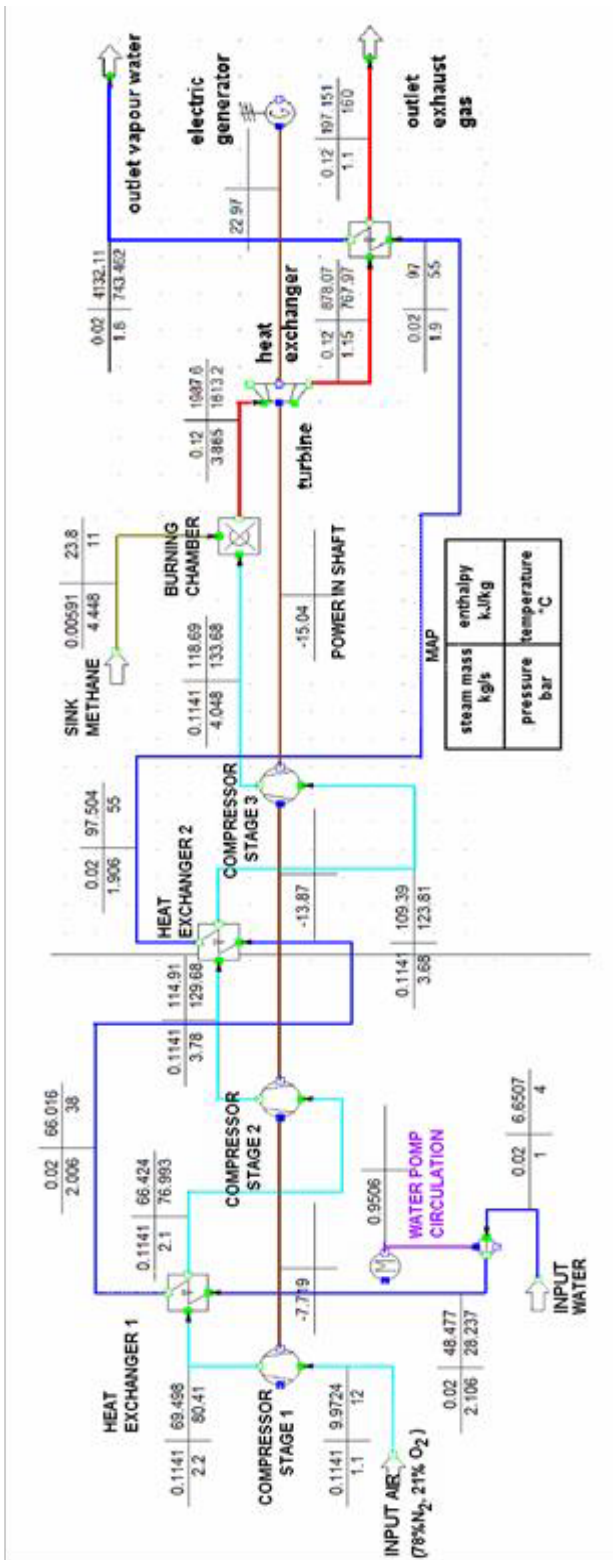 0.02 66.016
2.006 38
HEAT
EXCHANGER 1
0.1141 69.498
2.2 80.41
0.1141 66.424
2.1 76.993
COMPRESSOR
STAGE 1
-7.719
0.1141 9.9724
1.1 12
INPUT AIR
(78%N2, 21% O2)
COMPRESSOR
STAGE 2
0.9506
WATER POMP
CIRCULATION
0.02 48.477
2.106 28.237
0.02 6.6507
1 4
INPUT
WATER
0.1141 114.91
3.78 129.68
HEAT
EXCHANGER 2
0.02 97.504
1.906 55
COMPRESSOR
STAGE 3
-13.87
0.1141 109.39
3.68 123.81
SINK
METHANE
0.00591 23.8
4.448 11
0.1141 118.69
4.048 133.68
BURNING
CHAMBER
-15.04
POWER IN SHAFT
0.12 1987.6
3.865 1613.2
turbine
heat
exchanger
0.12 878.07
1.15 767.97
0.02 97
1.9 55
0.02 4132.11
1.8 743.462
outlet vapour water
22.97
electric
generator
G
M
0.12 197.151
1.1 160
outlet
exhaust
gas
MAP
steam mass enthalpy
kg/s kJ/kg
pressure temperature
bar °C